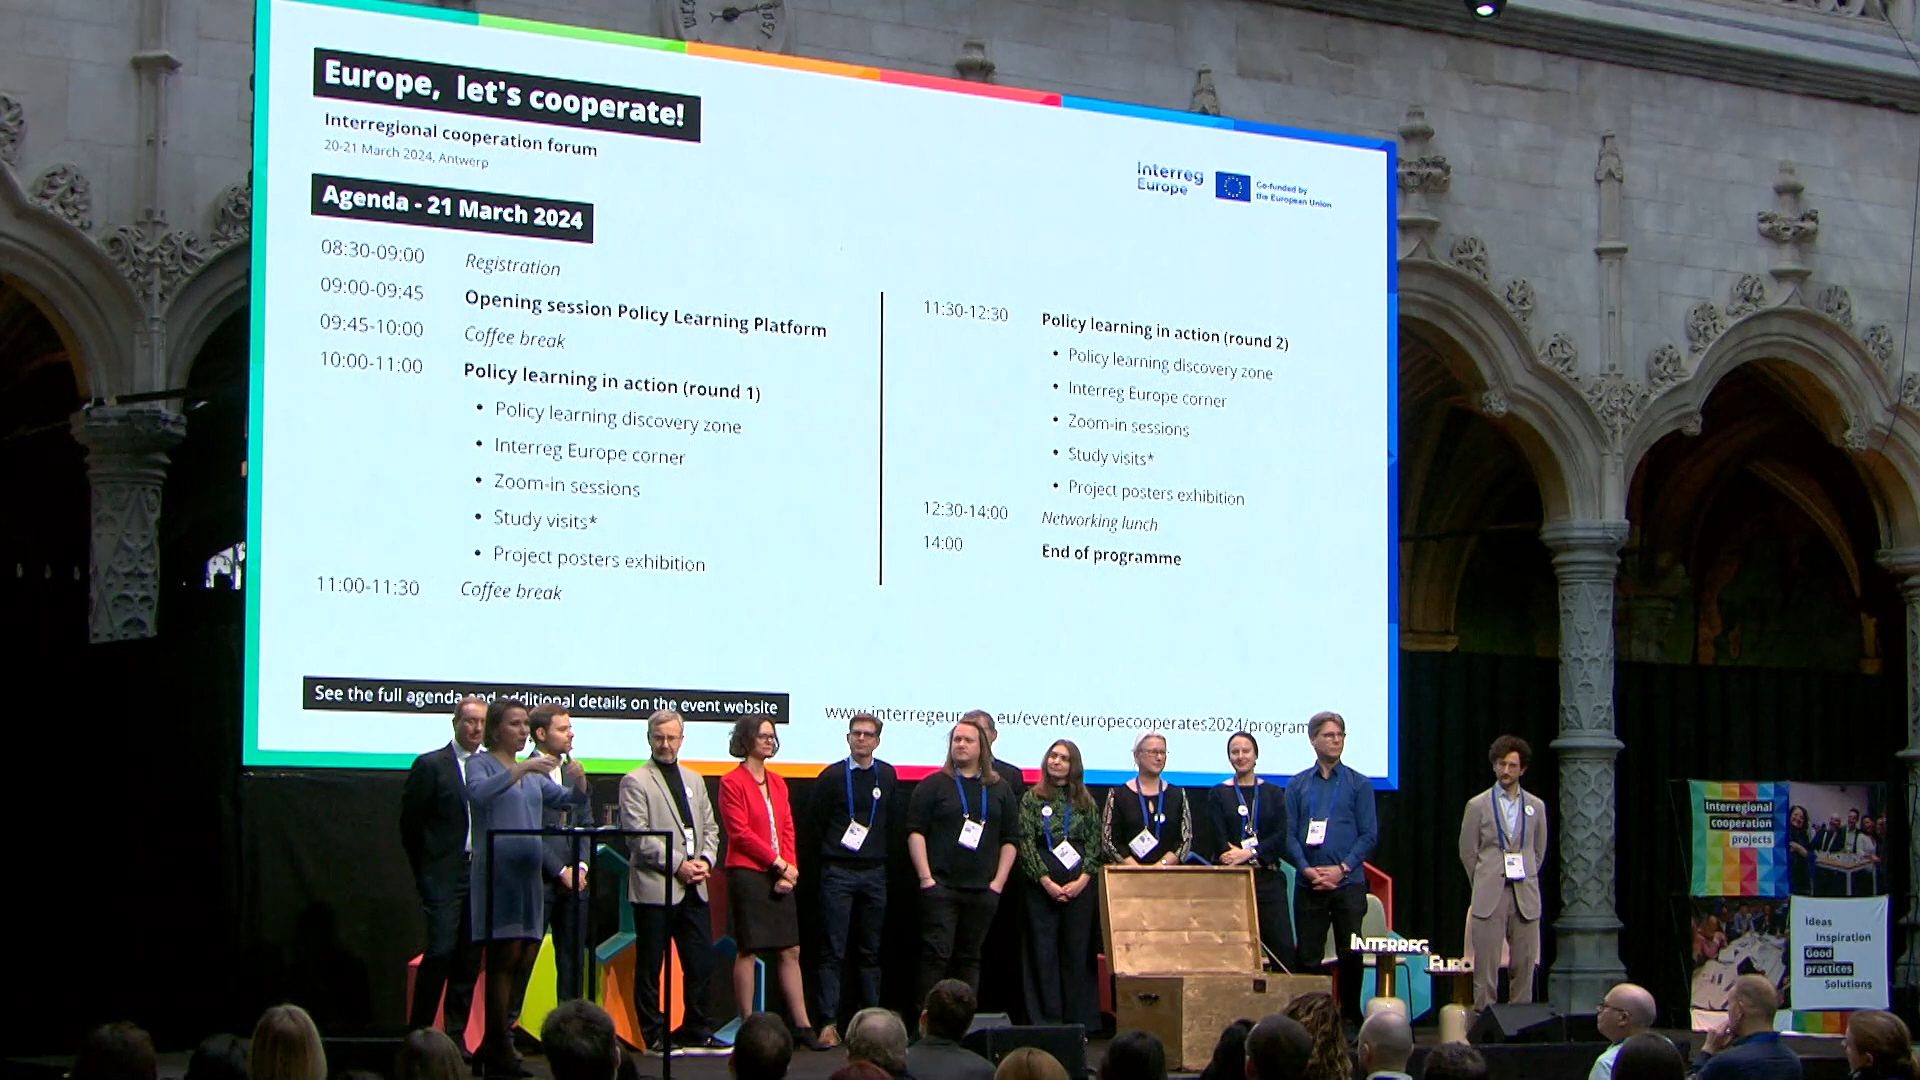 Europe, let's cooperate!
Interregional cooperation forum
20-21 March 2024, Antwerp
Interreg
Europe
Co-funded by
the European Union
Agenda - 21 March 2024
08:30-09:00 Registration
09:00-09:45 Opening session Policy Learning Platform
09:45-10:00 Coffee break
10:00-11:00 Policy learning in action (round 1)
• Policy learning discovery zone
• Interreg Europe corner
• Zoom-in sessions
• Study visits*
• Project posters exhibition
11:00-11:30 Coffee break
11:30-12:30 Policy learning in action (round 2)
• Policy learning discovery zone
• Interreg Europe corner
• Zoom-in sessions
• Study visits*
• Project posters exhibition
12:30-14:00 Networking lunch
14:00 End of programme
See the full agenda and additional details on the event website
eu/event/europecooperates2024/program
INTERREG
Interregional
cooperation
projects
Ideas
Inspiration
Good
practices
Solutions